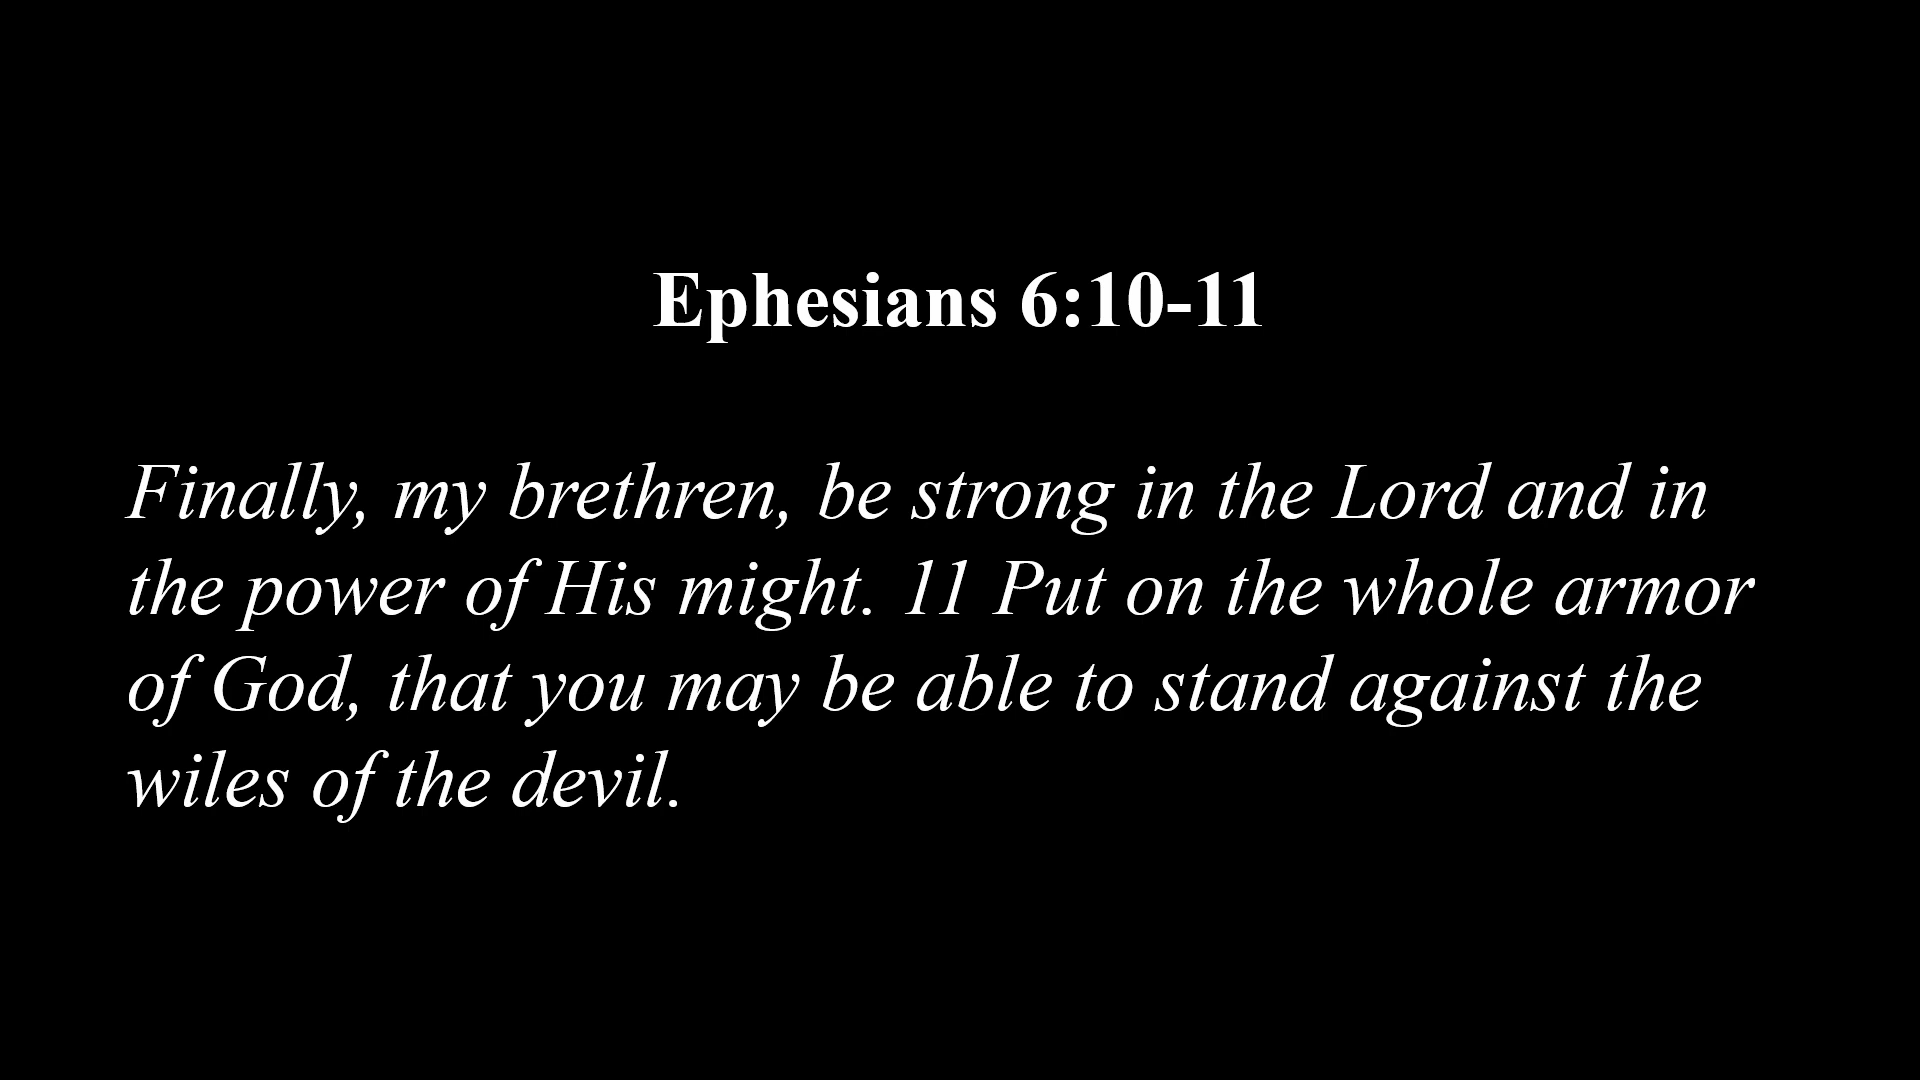 Ephesians 6:10-11
Finally, my brethren, be strong in the Lord and in
the power of His might. 11 Put on the whole armor
of God, that you may be able to stand against the
wiles of the devil.